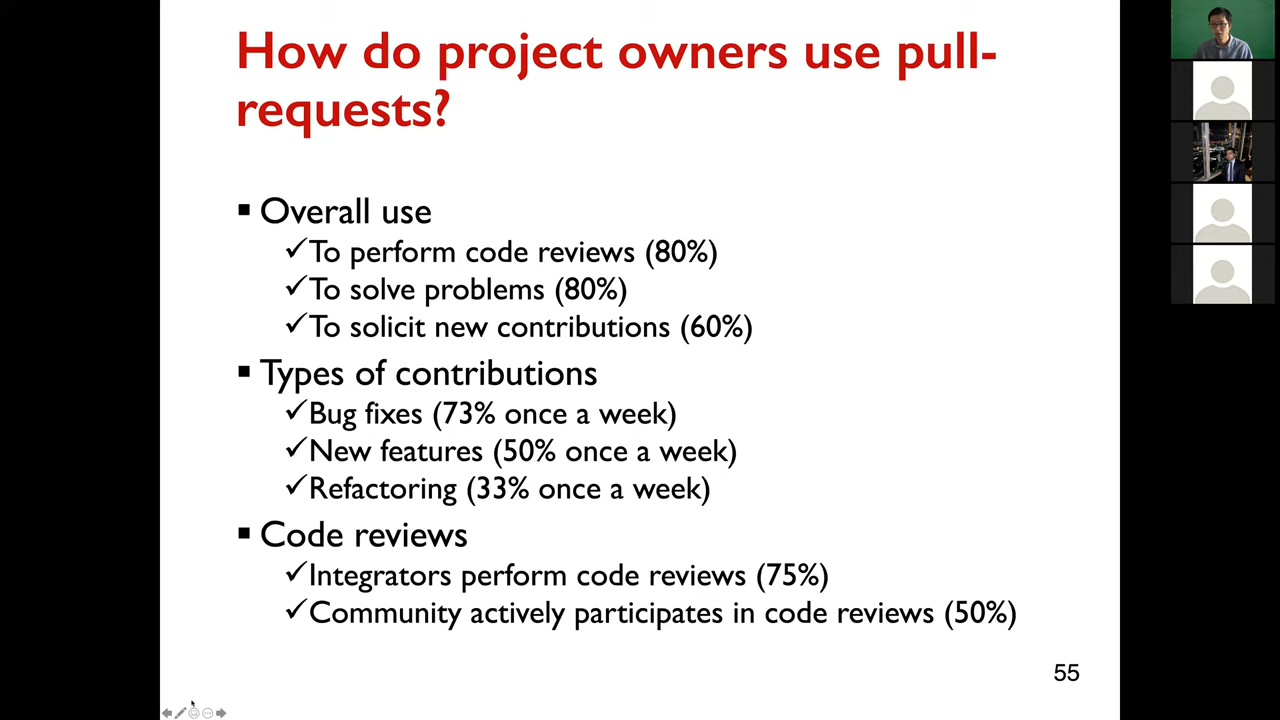 How do project owners use pull-
requests?
▪ Overall use
✓To perform code reviews (80%)
✓To solve problems (80%)
✓To solicit new contributions (60%)
▪ Types of contributions
✓Bug fixes (73% once a week)
✓New features (50% once a week)
✓Refactoring (33% once a week)
▪ Code reviews
✓Integrators perform code reviews (75%)
✓Community actively participates in code reviews (50%)
55